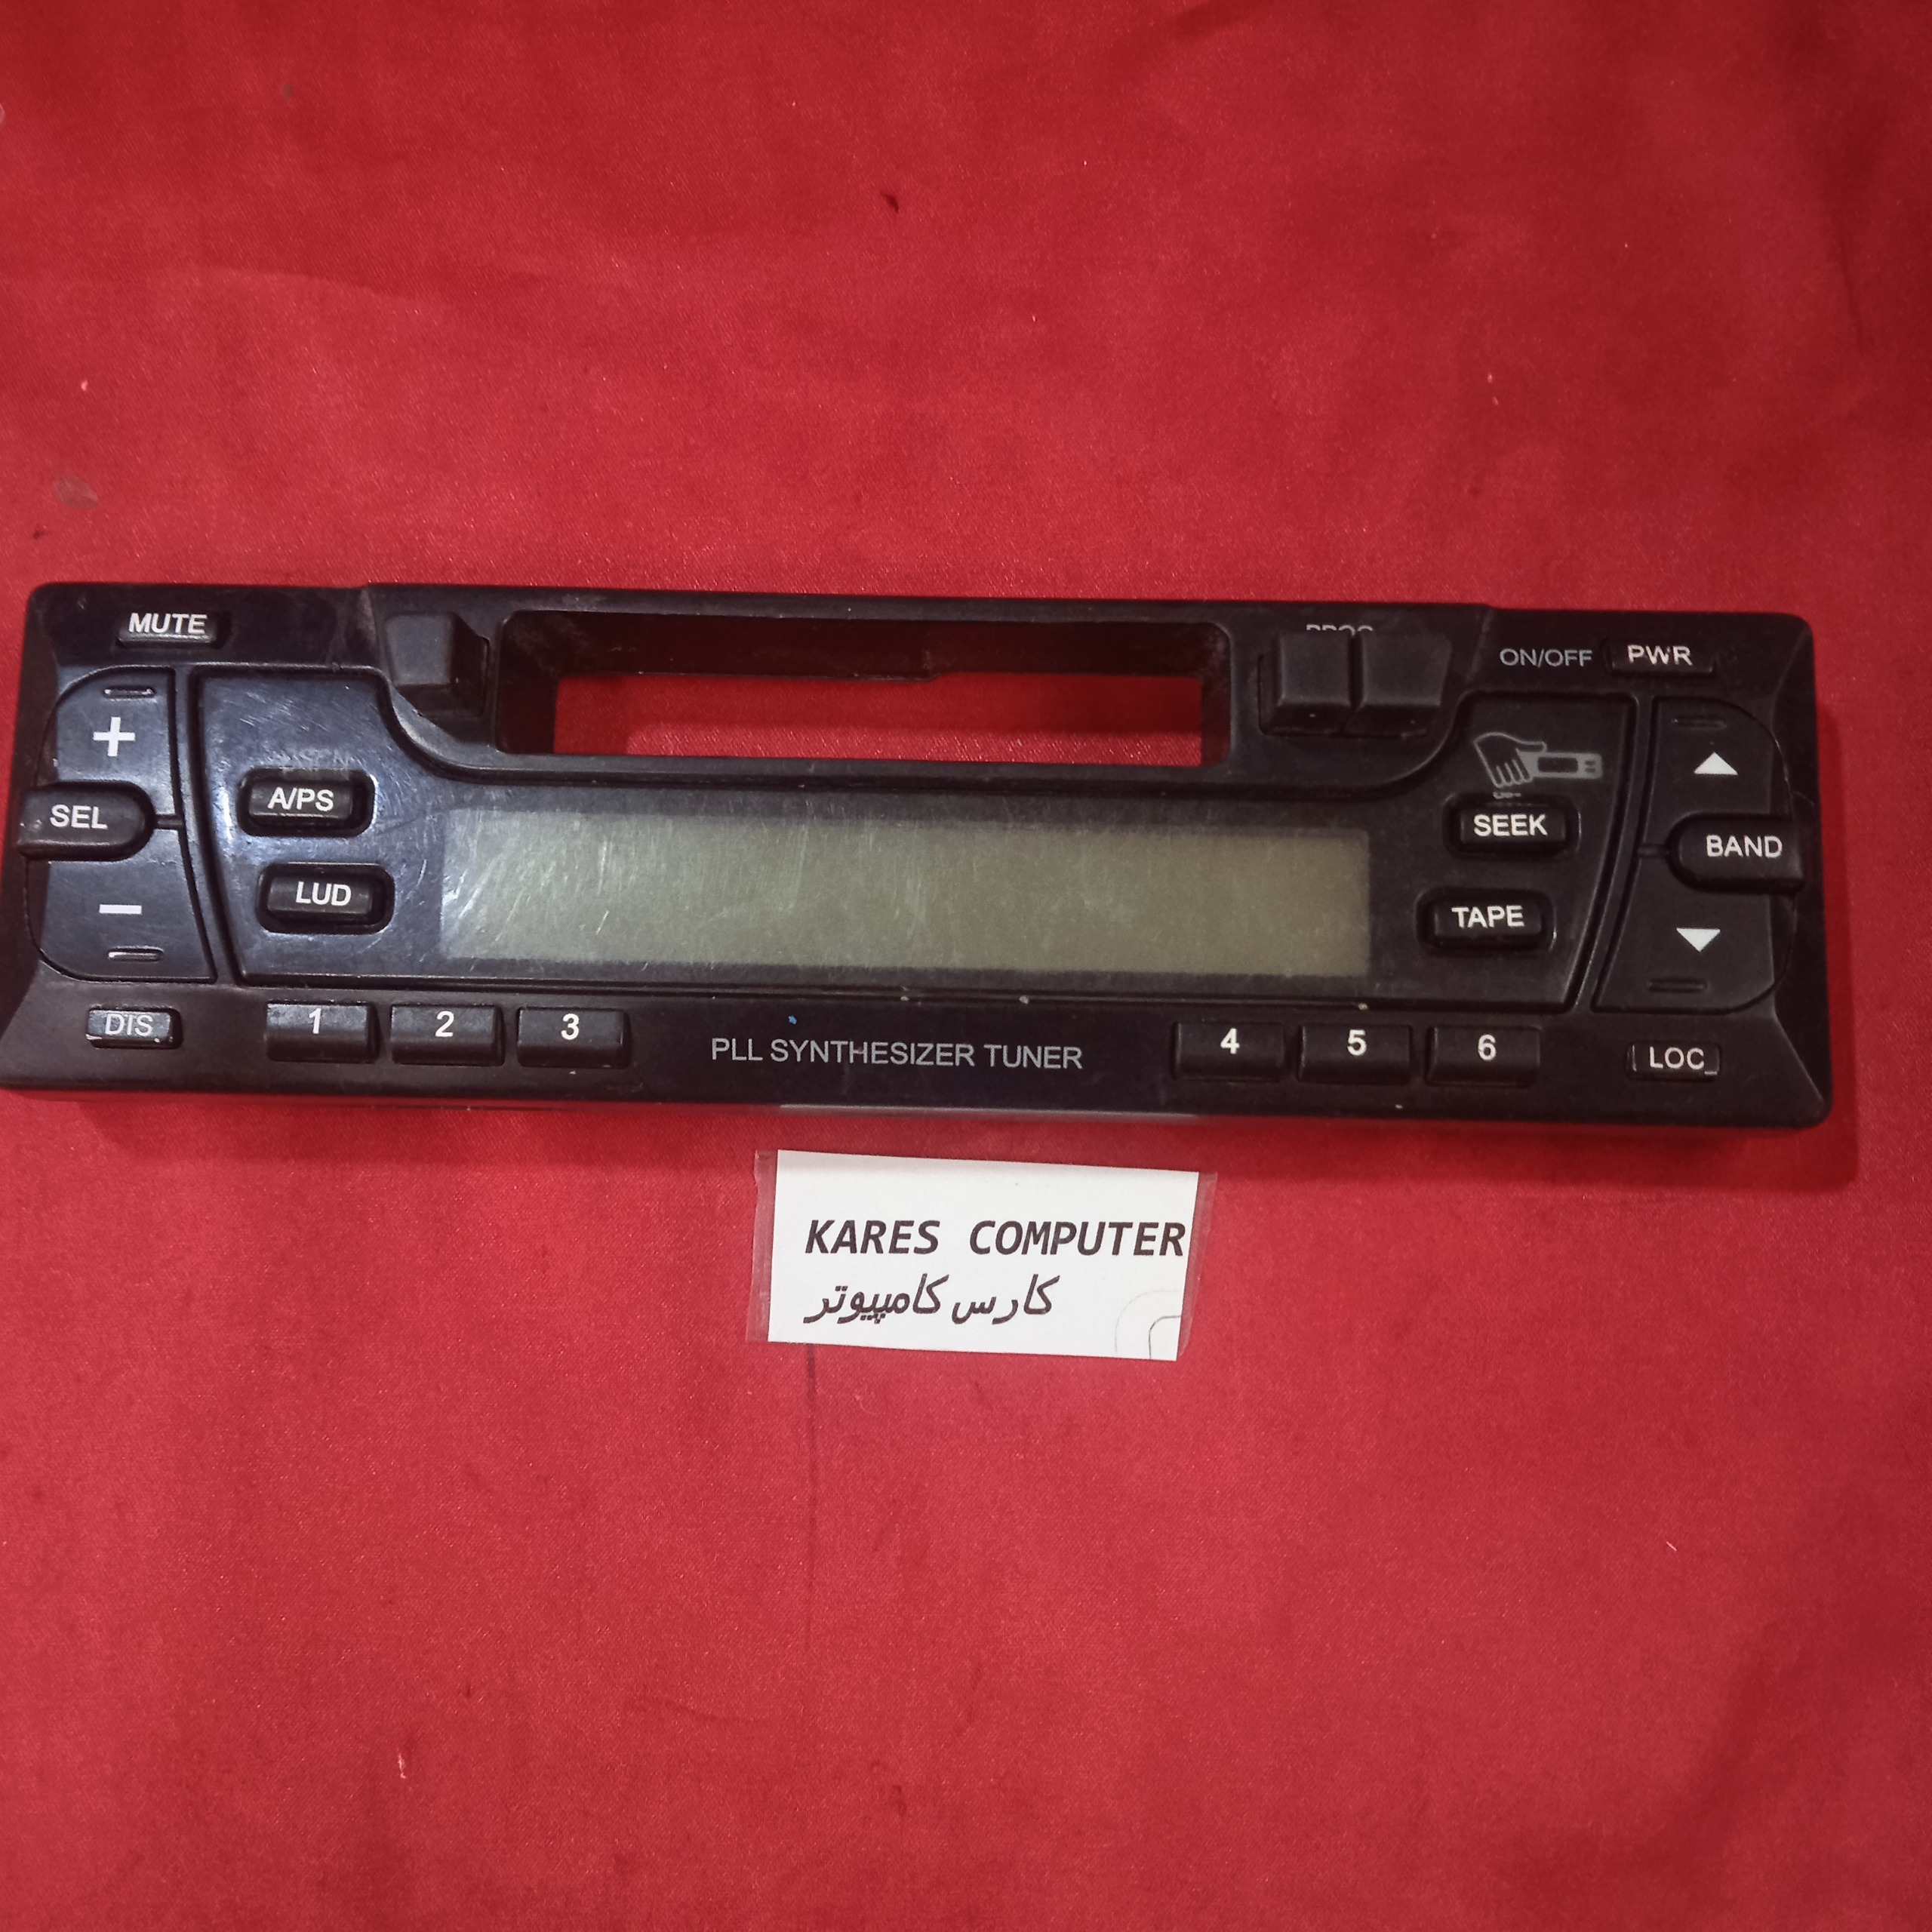 MUTE
ON/OFF PWR
+
A/PS
SEL
SEEK
BAND
LUD
TAPE
DIS
1 2 3
PLL SYNTHESIZER TUNER
4 5 6
LOC
KARES COMPUTER
کارس کامپیوتر